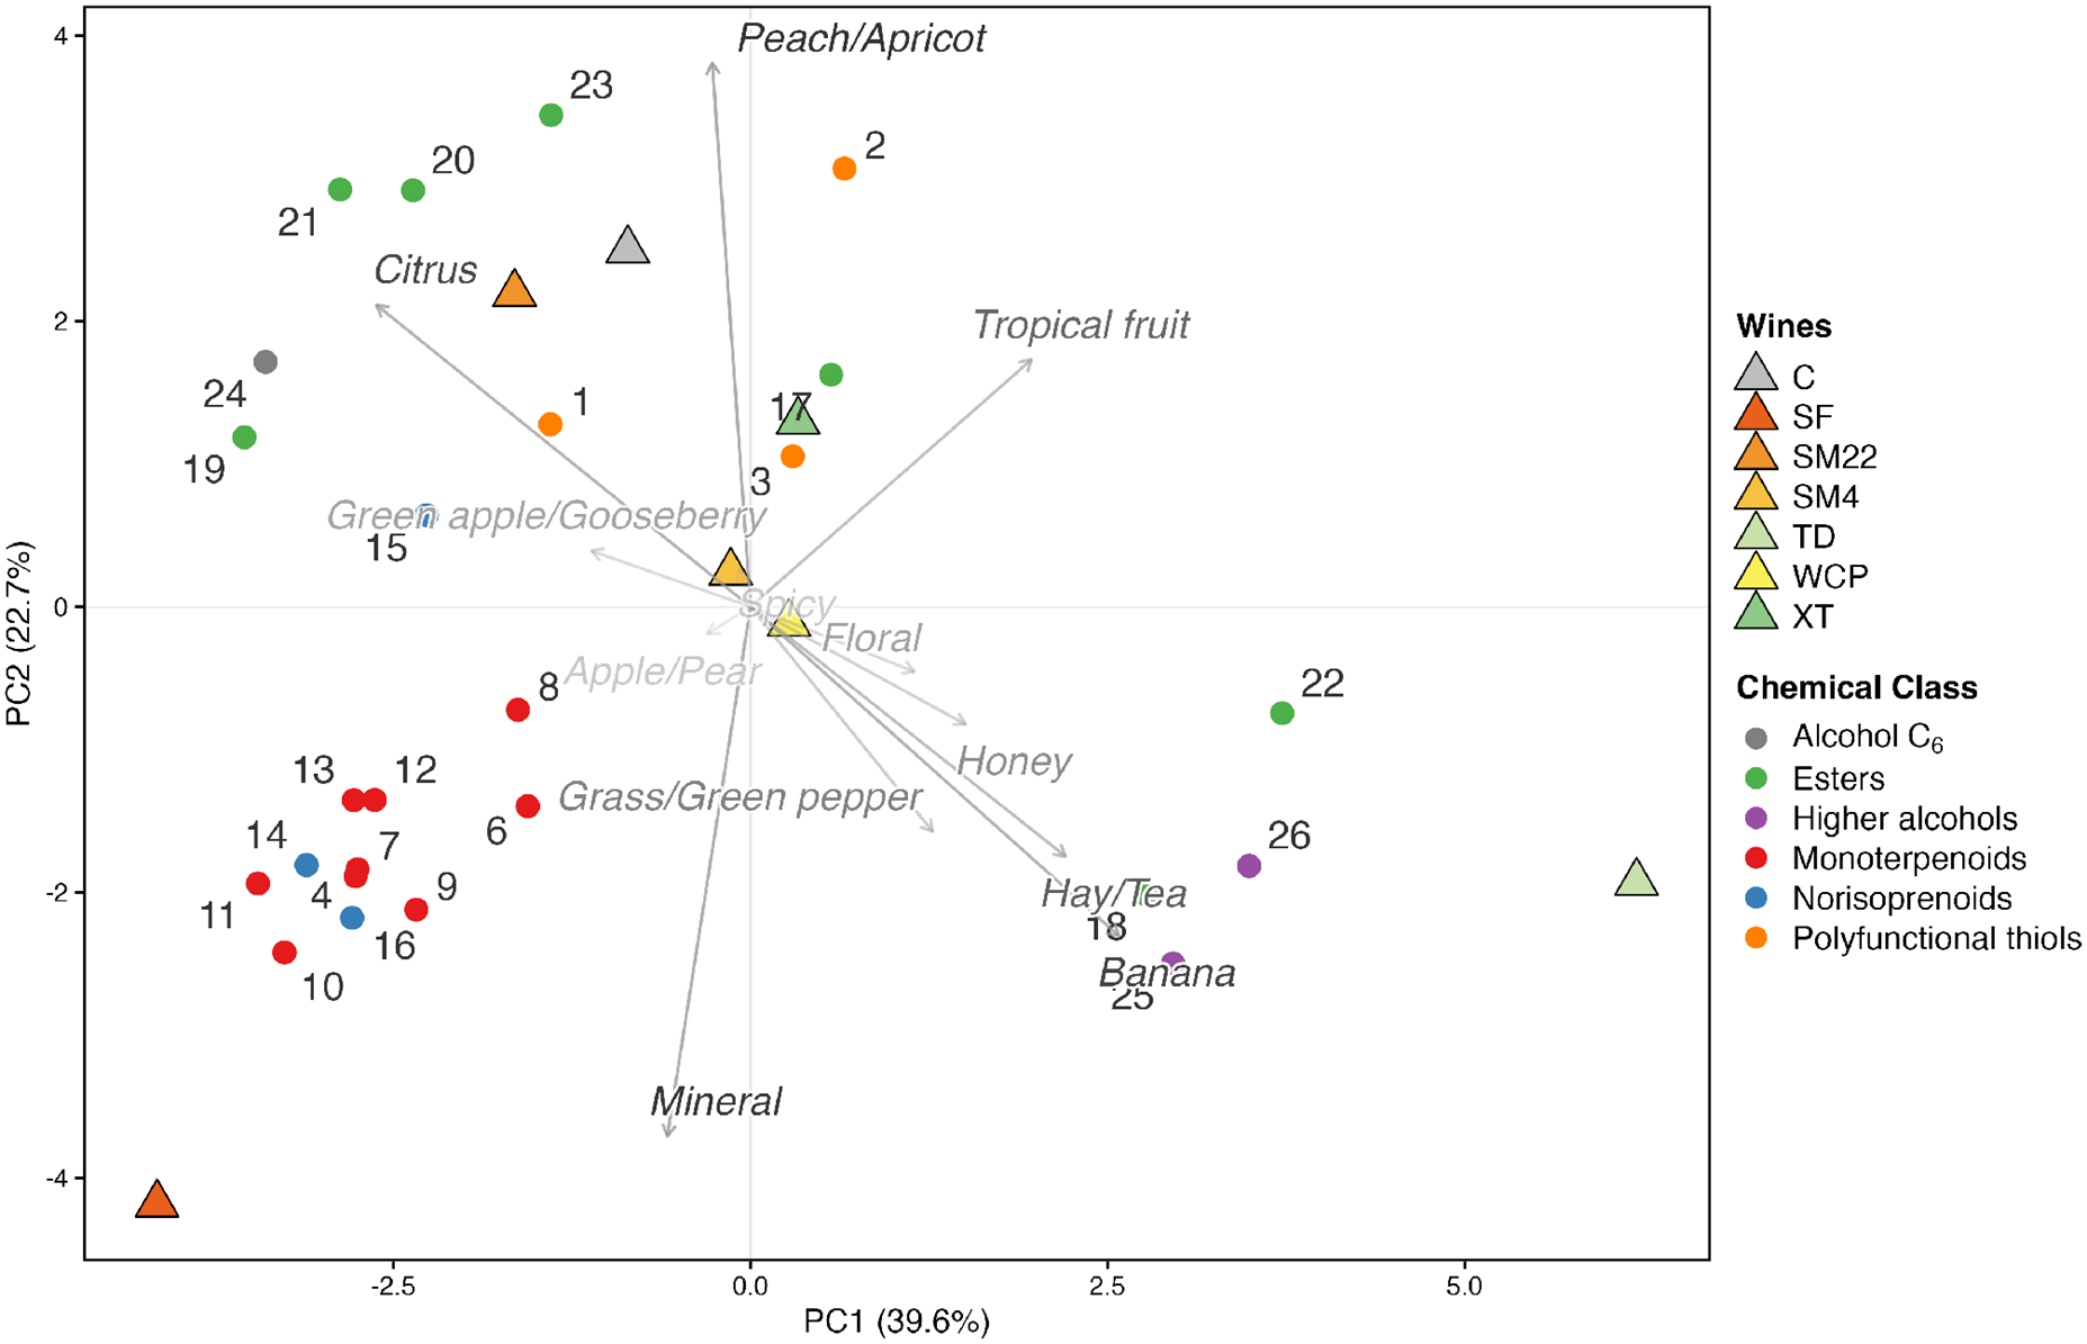 4
2
0
-2
-4
PC2 (22.7%)
Peach/Apricot
23
2
20
21
Citrus
Tropical fruit
24
1
17
19
3
Green apple/Gooseberry
15
Spicy
Floral
Apple/Pear
8
22
13
12
Honey
Grass/Green pepper
6
14
7
26
11
4
9
Hay/Tea
18
16
10
Banana
25
Mineral
-2.5
0.0
2.5
5.0
PC1 (39.6%)
Wines
C
SF
SM22
SM4
TD
WCP
XT
Chemical Class
Alcohol C₆
Esters
Higher alcohols
Monoterpenoids
Norisoprenoids
Polyfunctional thiols